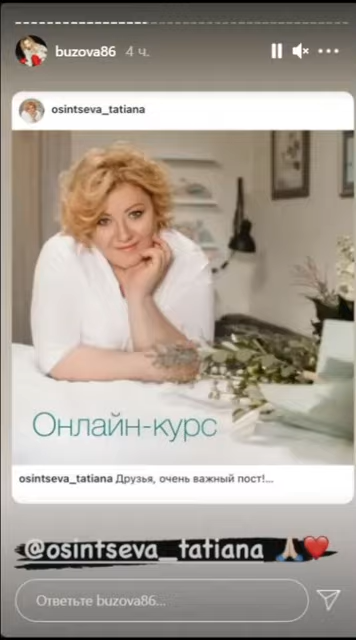 buzova86 4 ч.
osintseva_tatiana
Онлайн-курс
osintseva_tatiana Друзья, очень важный пост!...
@osintseva_tatiana 🙏🏻❤️
Ответьте buzova86...